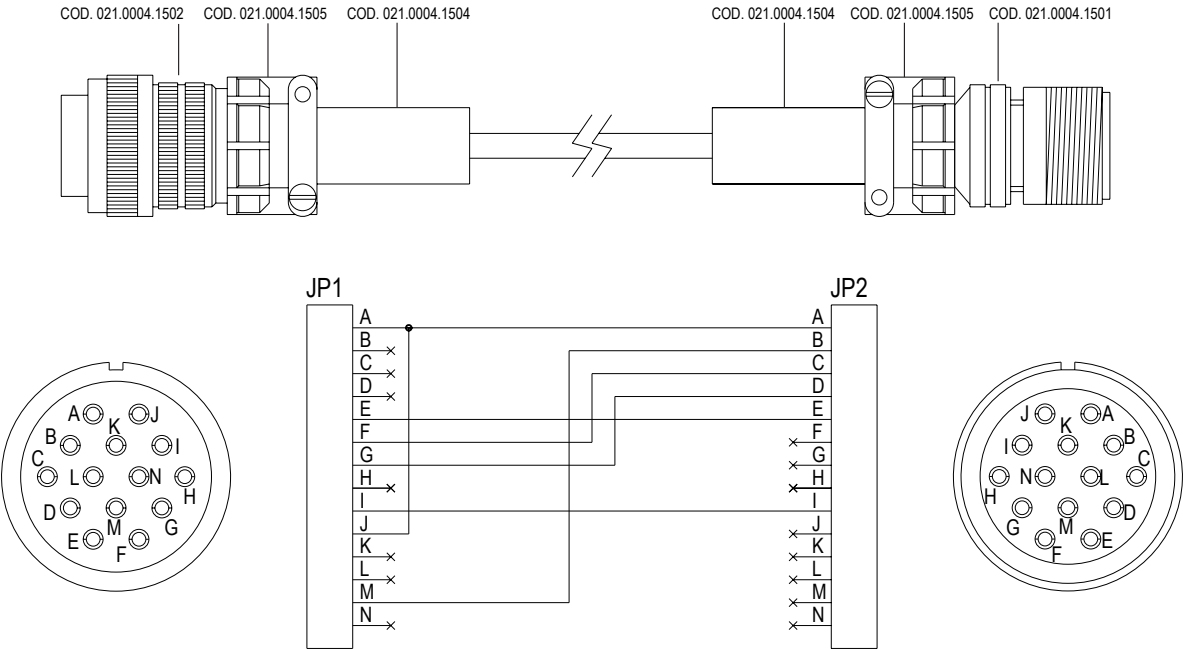 COD. 021.0004.1502 COD. 021.0004.1505 COD. 021.0004.1504 COD. 021.0004.1504 COD. 021.0004.1505 COD. 021.0004.1501
JP1 JP2
A A
B B
C C
D D
E E
F F
G G
H H
I I
J J
K K
L L
M M
N N
A J
K
B I
C
L N H
D M G
E F
J A
K
I B
C
H N L
G M D
F E